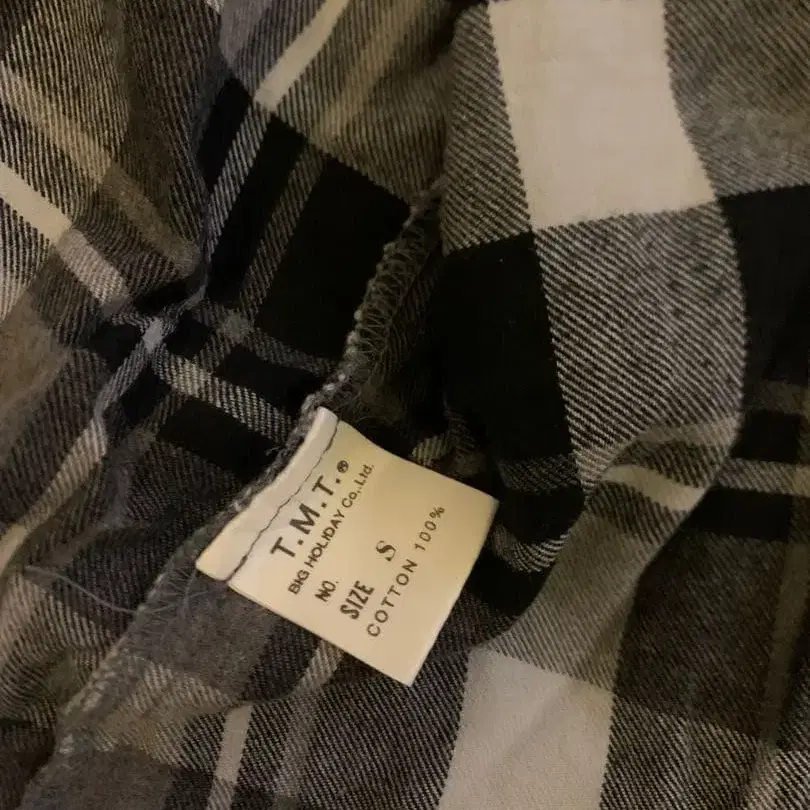 T.M.T.®
BIG HOLIDAY Co., Ltd.
NO.
SIZE S
COTTON 100%